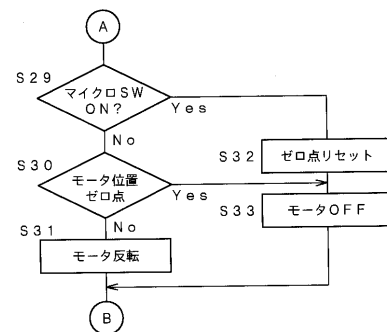 A
S29
マイクロSW
ON?
Yes
No
S30
モータ位置
ゼロ点
Yes
No
S32
ゼロ点リセット
S33
モータOFF
S31
モータ反転
B